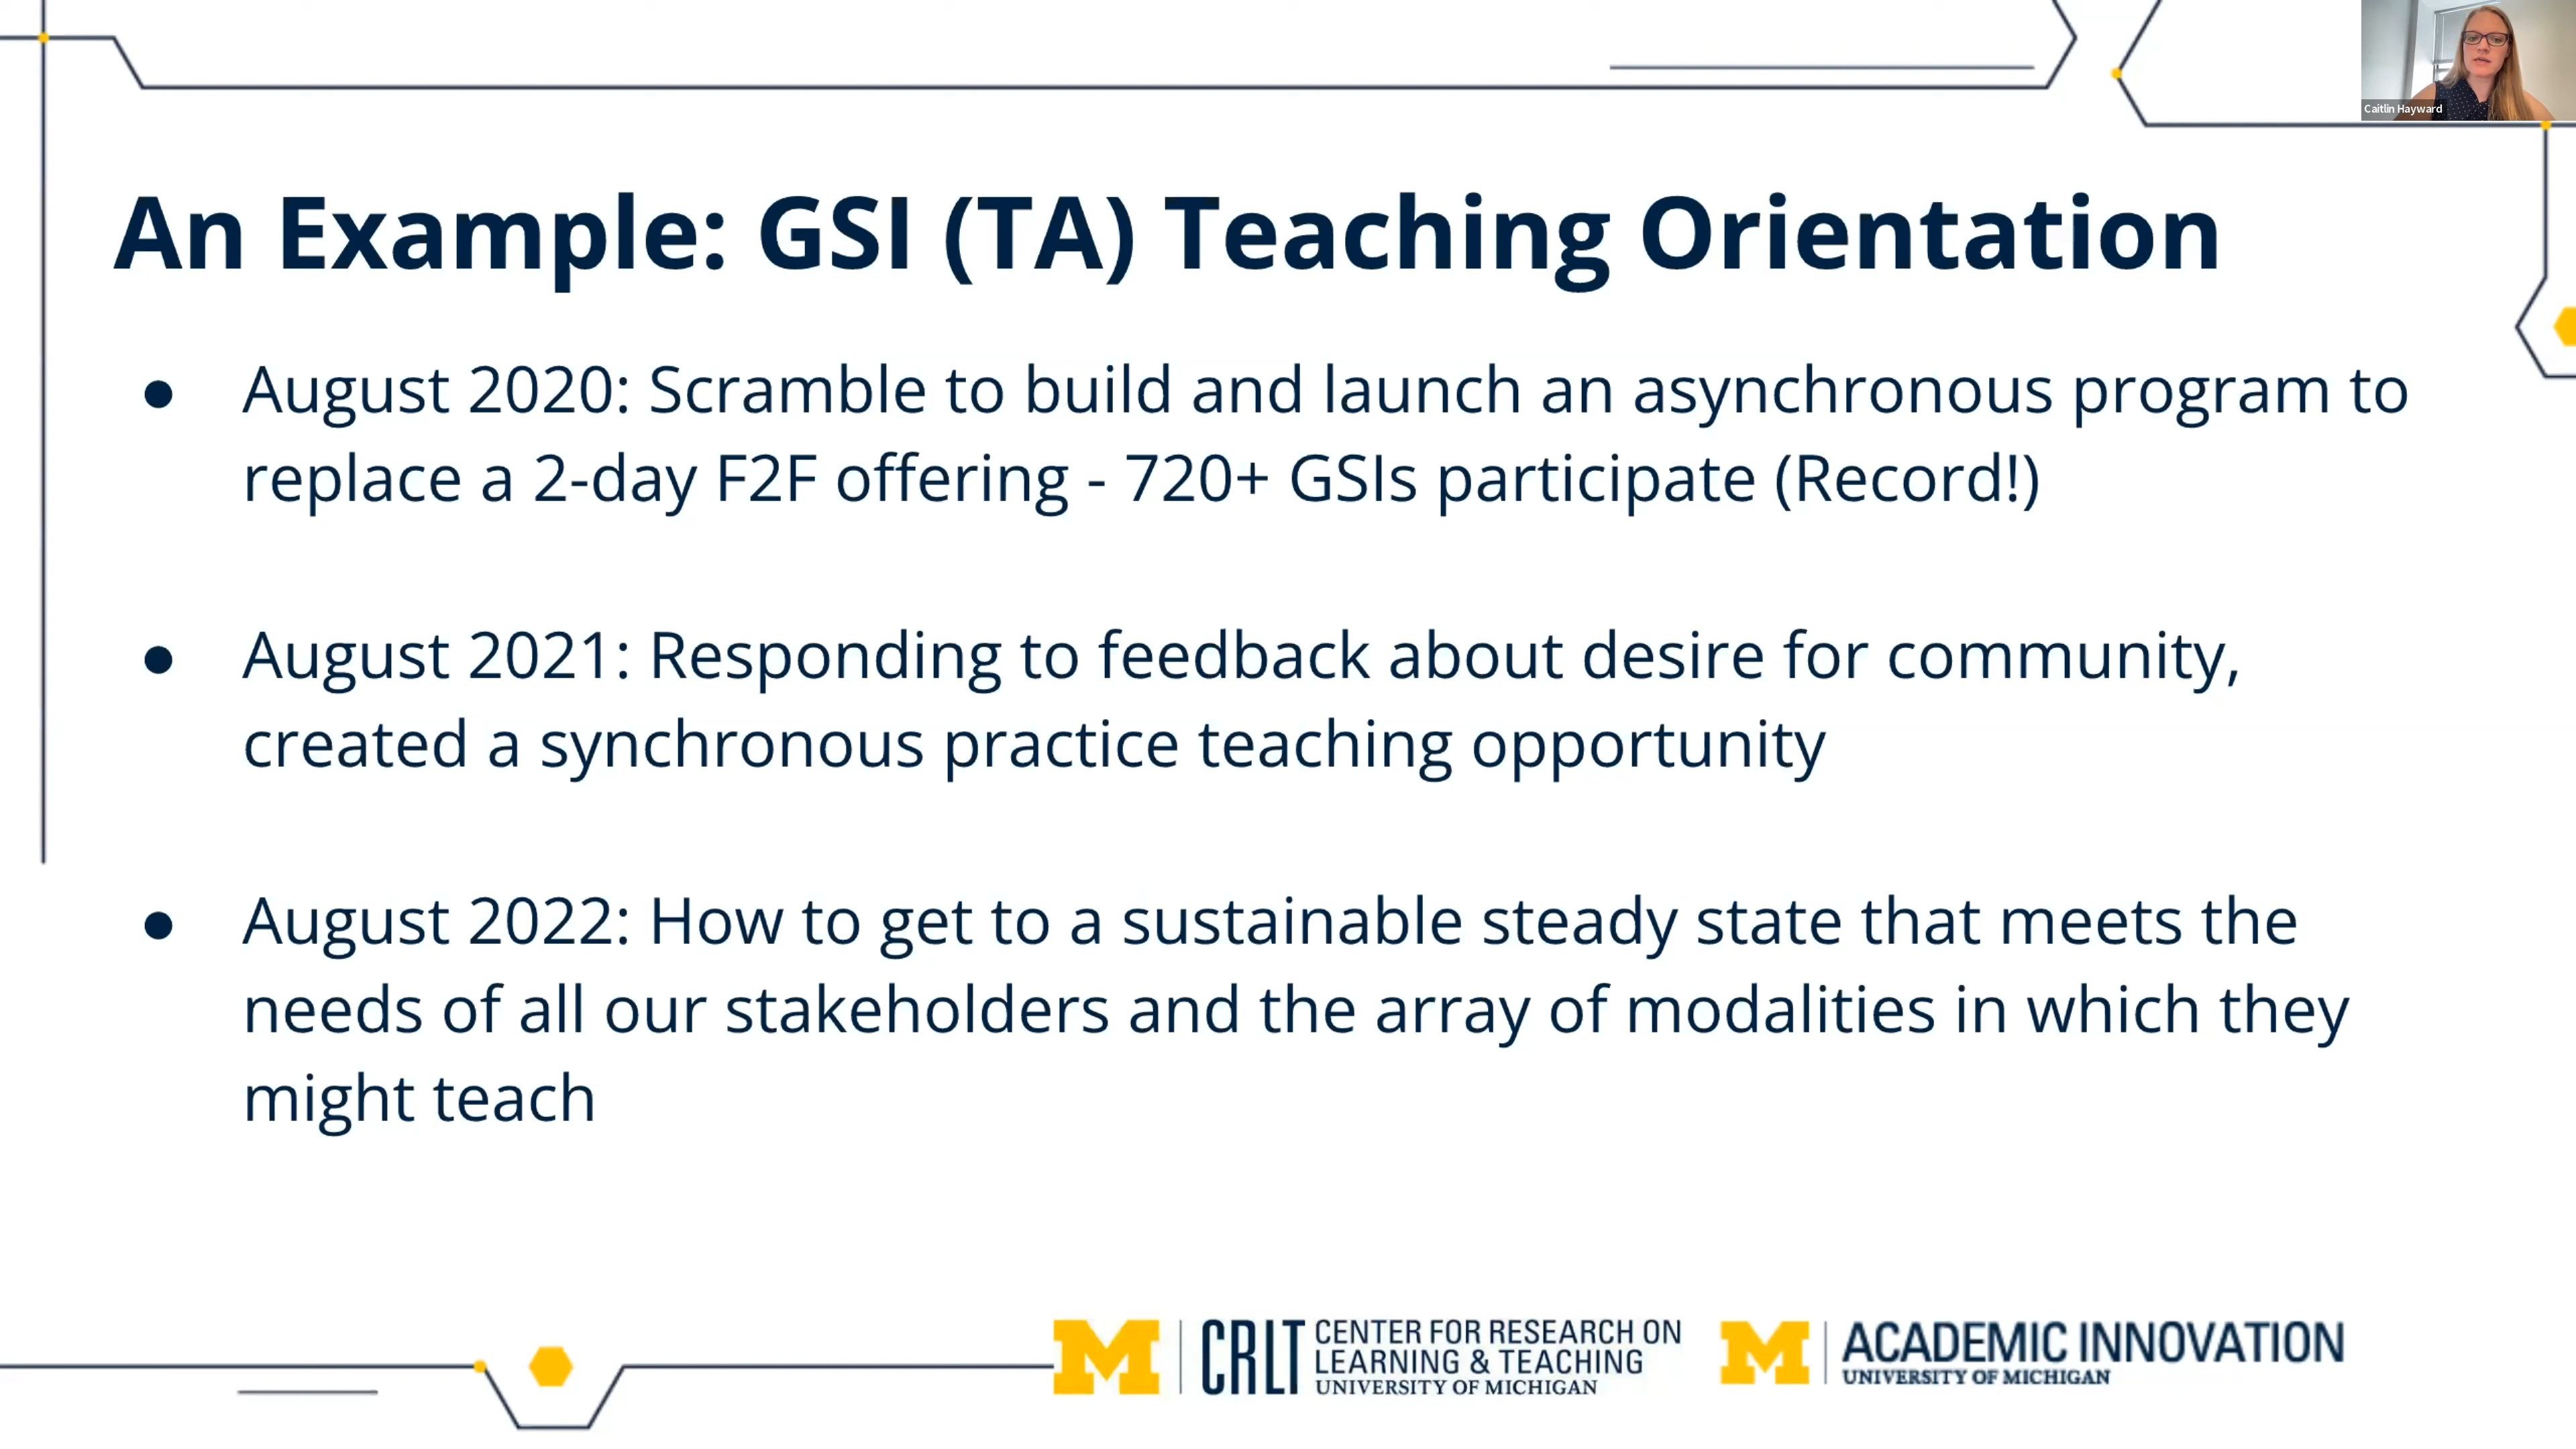 Caitlin Hayward
An Example: GSI (TA) Teaching Orientation
● August 2020: Scramble to build and launch an asynchronous program to
replace a 2-day F2F offering - 720+ GSIs participate (Record!)
● August 2021: Responding to feedback about desire for community,
created a synchronous practice teaching opportunity
● August 2022: How to get to a sustainable steady state that meets the
needs of all our stakeholders and the array of modalities in which they
might teach
M CRLT CENTER FOR RESEARCH ON
LEARNING & TEACHING
UNIVERSITY OF MICHIGAN
M ACADEMIC INNOVATION
UNIVERSITY OF MICHIGAN